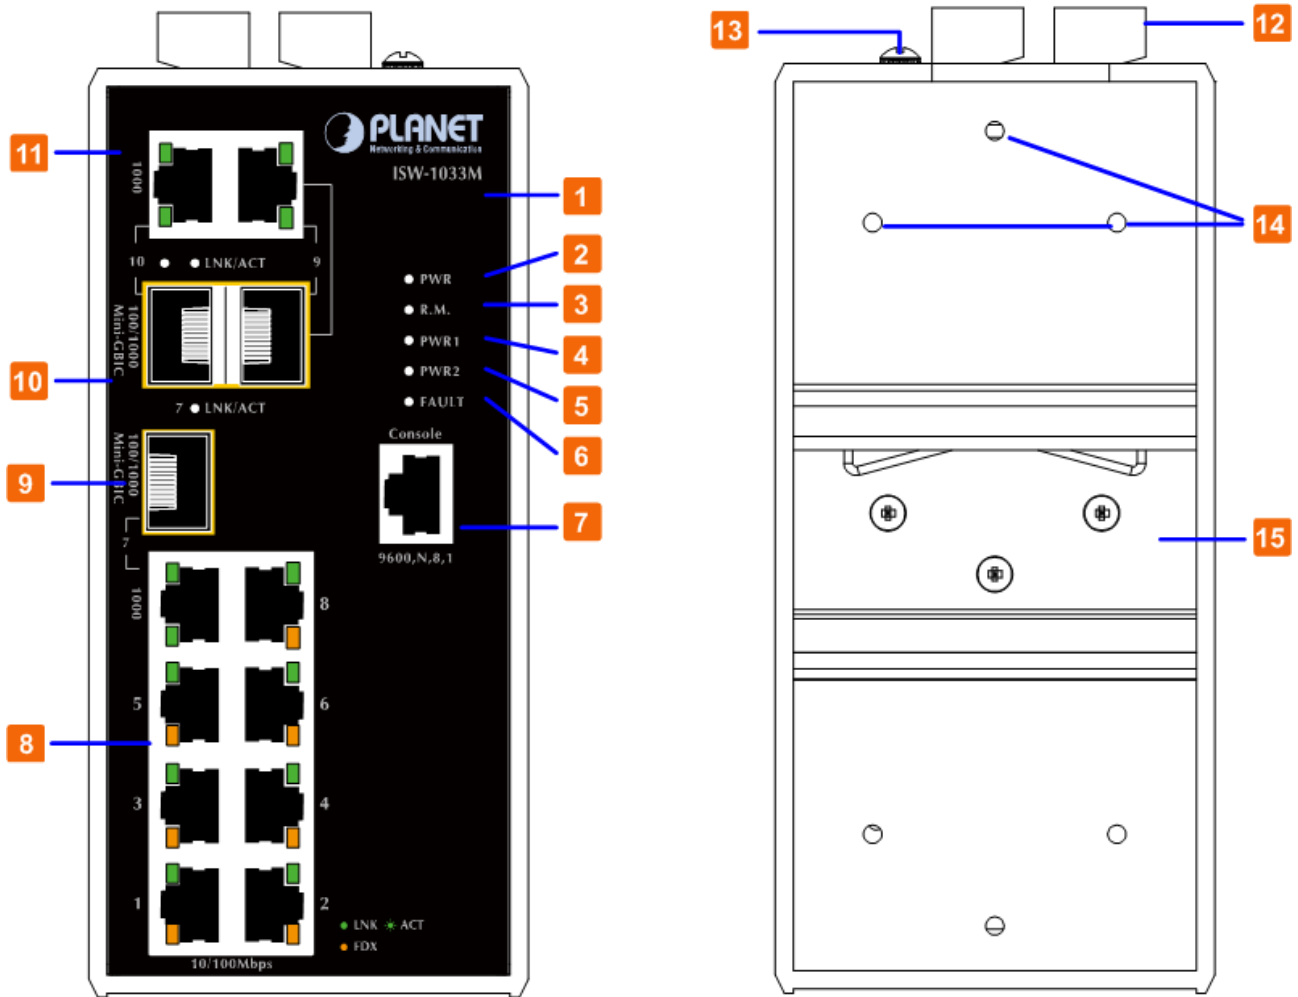 13
12
PLANET
Networking & Communication
ISW-1033M
11
1000
1
14
10
LNK/ACT
9
2
PWR
3
R.M.
100/1000
Mini-GBIC
4
PWR1
10
5
PWR2
7
LNK/ACT
FAULT
6
Console
100/1000
Mini-GBIC
9
7
7
15
9600,N,8,1
1000
8
5
6
8
3
4
1
2
LNK
ACT
FDX
10/100Mbps